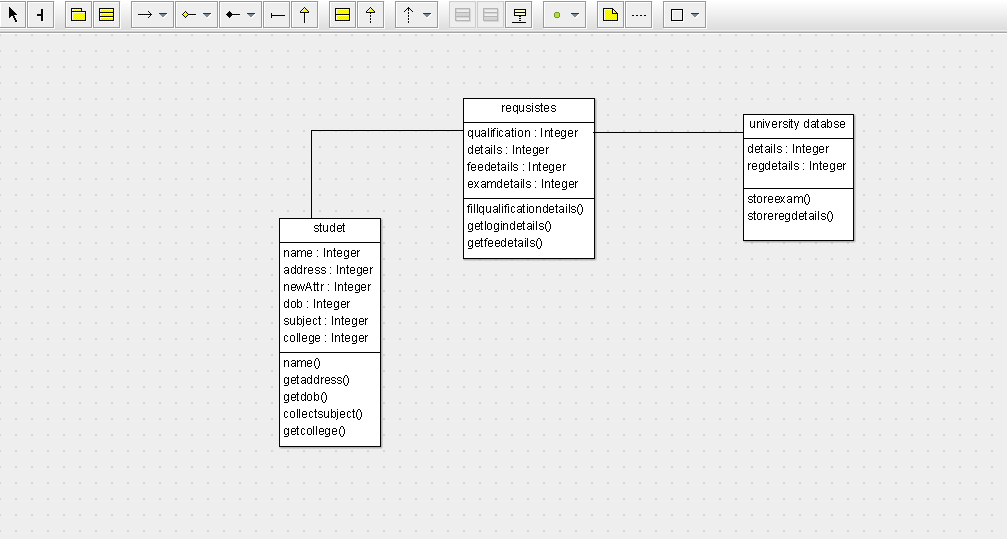 requsistes
qualification : Integer
details : Integer
feedetails : Integer
examdetails : Integer
fillqualificationdetails()
getlogindetails()
getfeedetails()
university databse
details : Integer
regdetails : Integer
storeexam()
storeregdetails()
studet
name : Integer
address : Integer
newAttr : Integer
dob : Integer
subject : Integer
college : Integer
name()
getaddress()
getdob()
collectsubject()
getcollege()